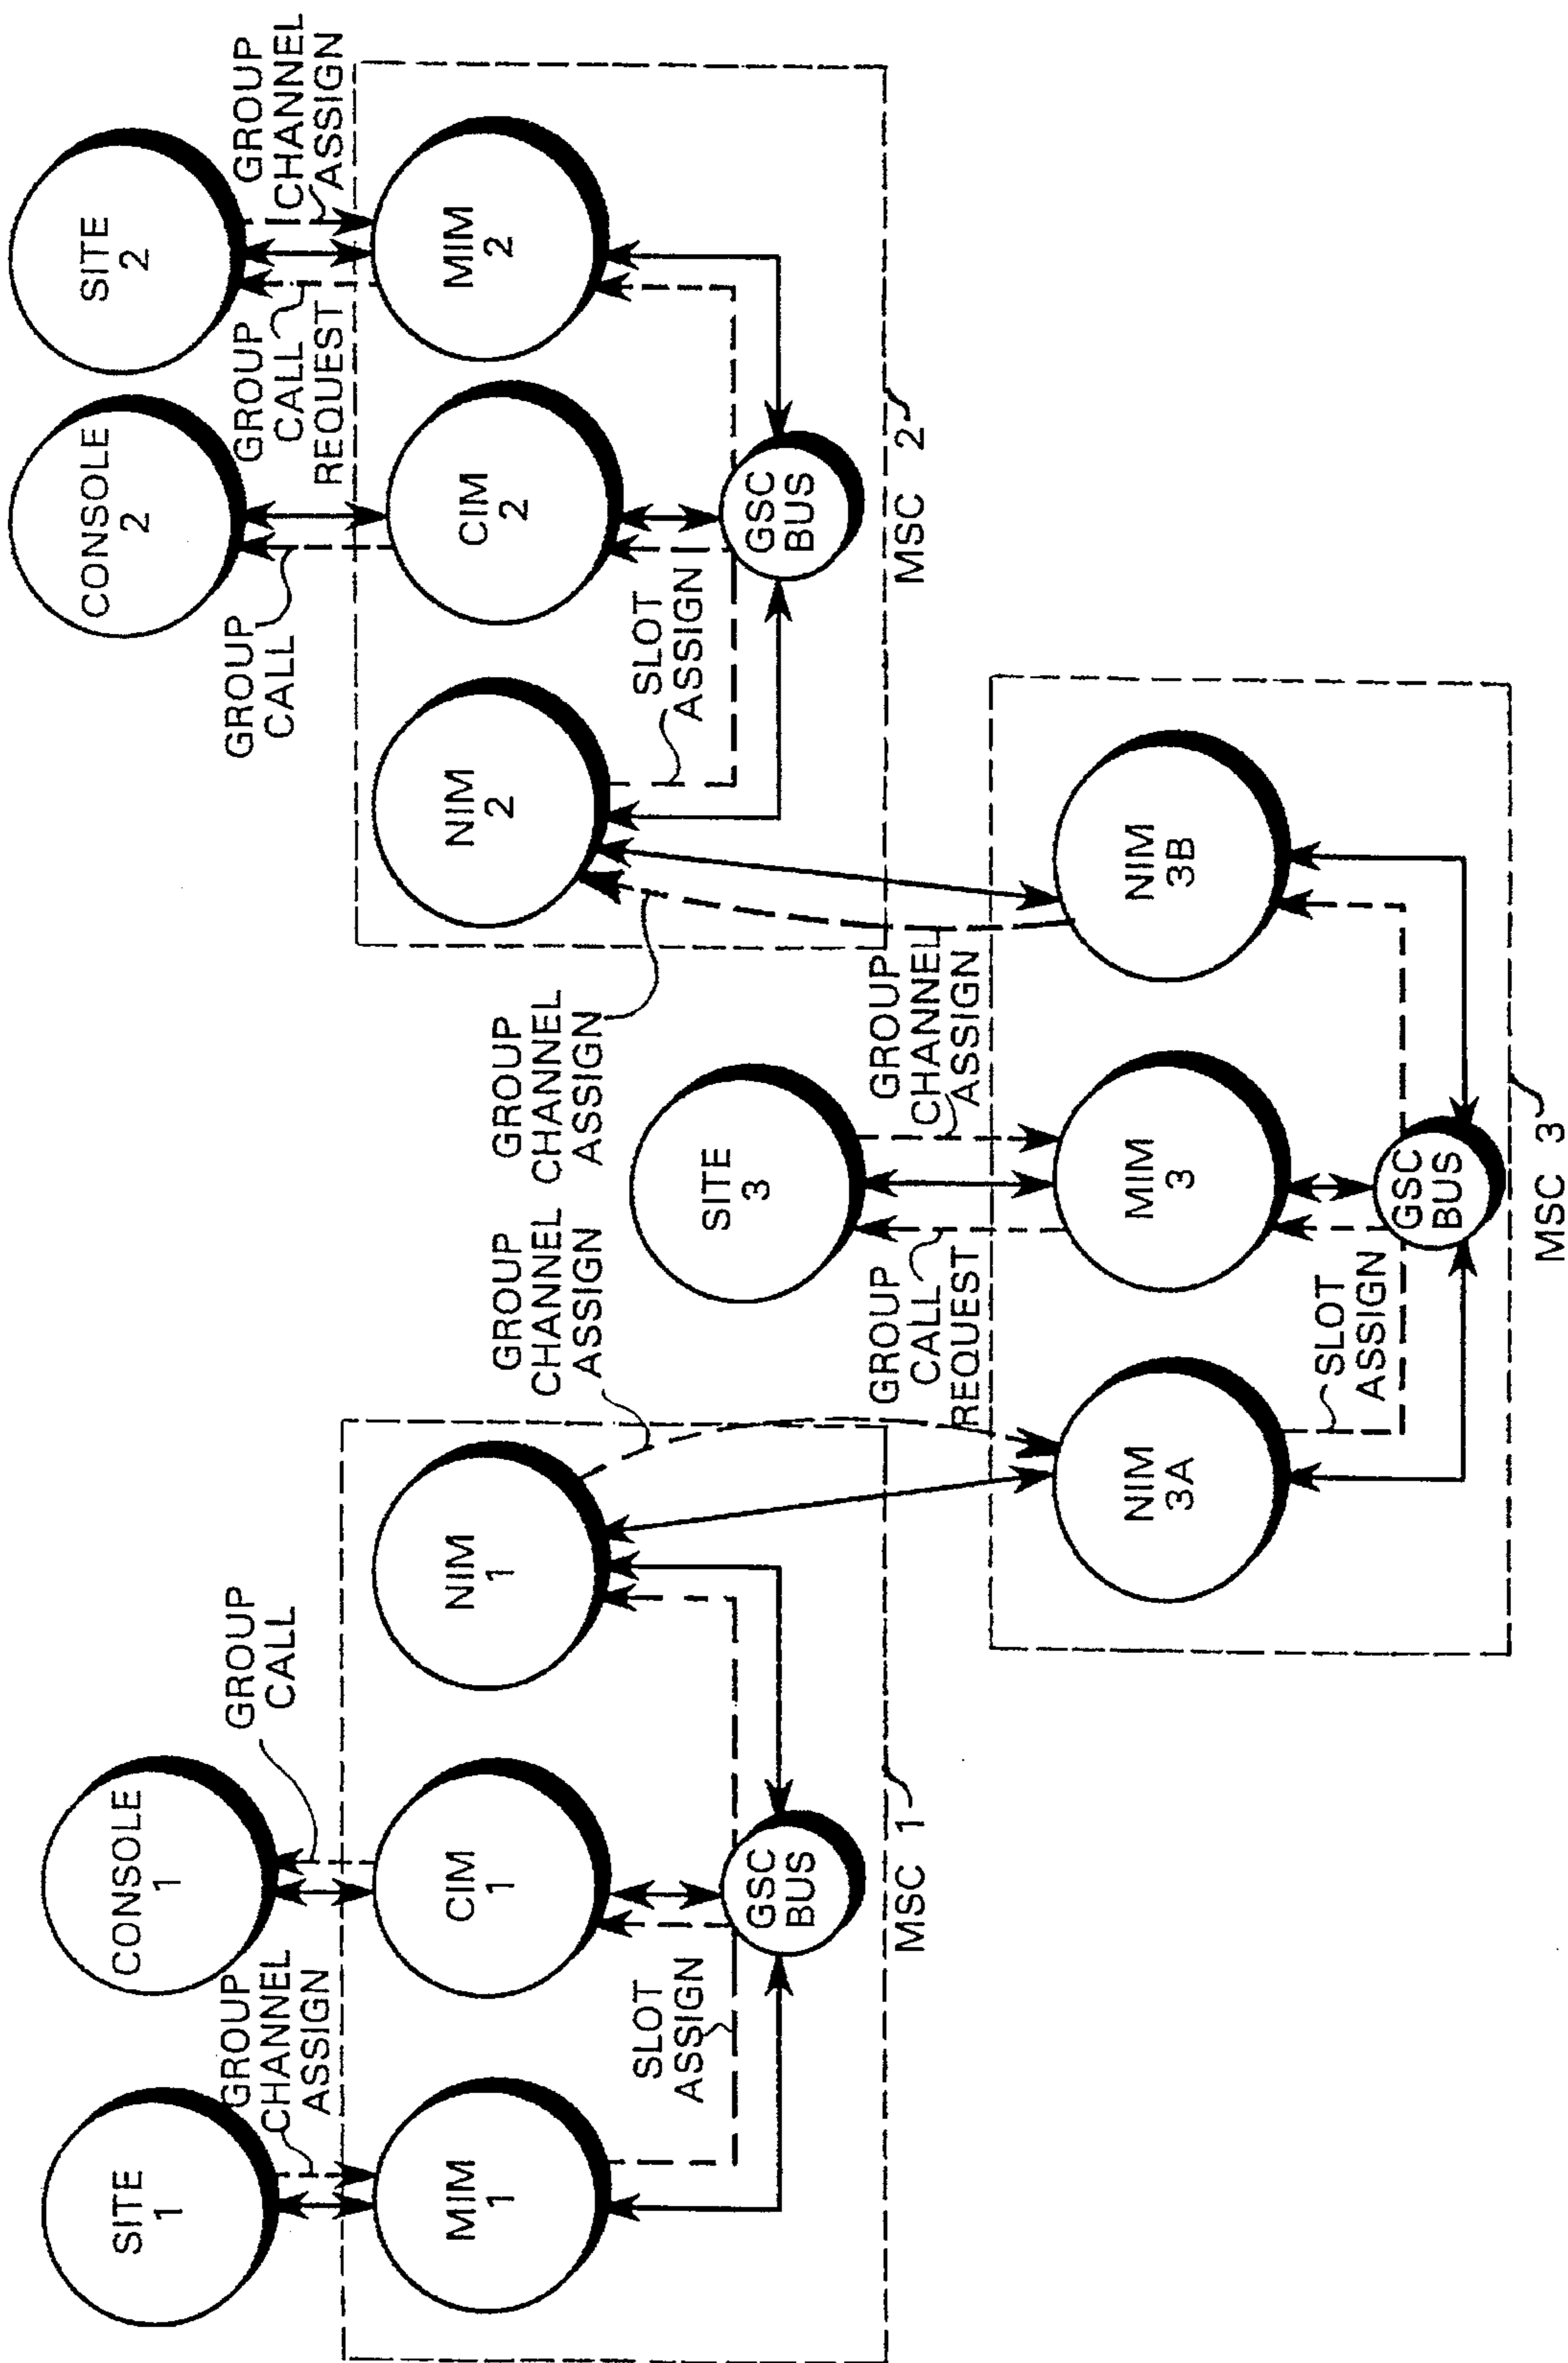 SITE
1
GROUP
CHANNEL
ASSIGN
CONSOLE
1
GROUP
CALL
MIM
1
CIM
1
NIM
1
SLOT
ASSIGN
GSC
BUS
MSC 1
GROUP
CHANNEL
ASSIGN
GROUP
CHANNEL
ASSIGN
SITE
3
GROUP
CALL
REQUEST
GROUP
CHANNEL
ASSIGN
NIM
3A
MIM
3
NIM
3B
SLOT
ASSIGN
GSC
BUS
MSC 3
GROUP
CALL
CONSOLE
2
GROUP
CALL
REQUEST
SITE
2
GROUP
CHANNEL
ASSIGN
NIM
2
CIM
2
MIM
2
SLOT
ASSIGN
GSC
BUS
MSC 2